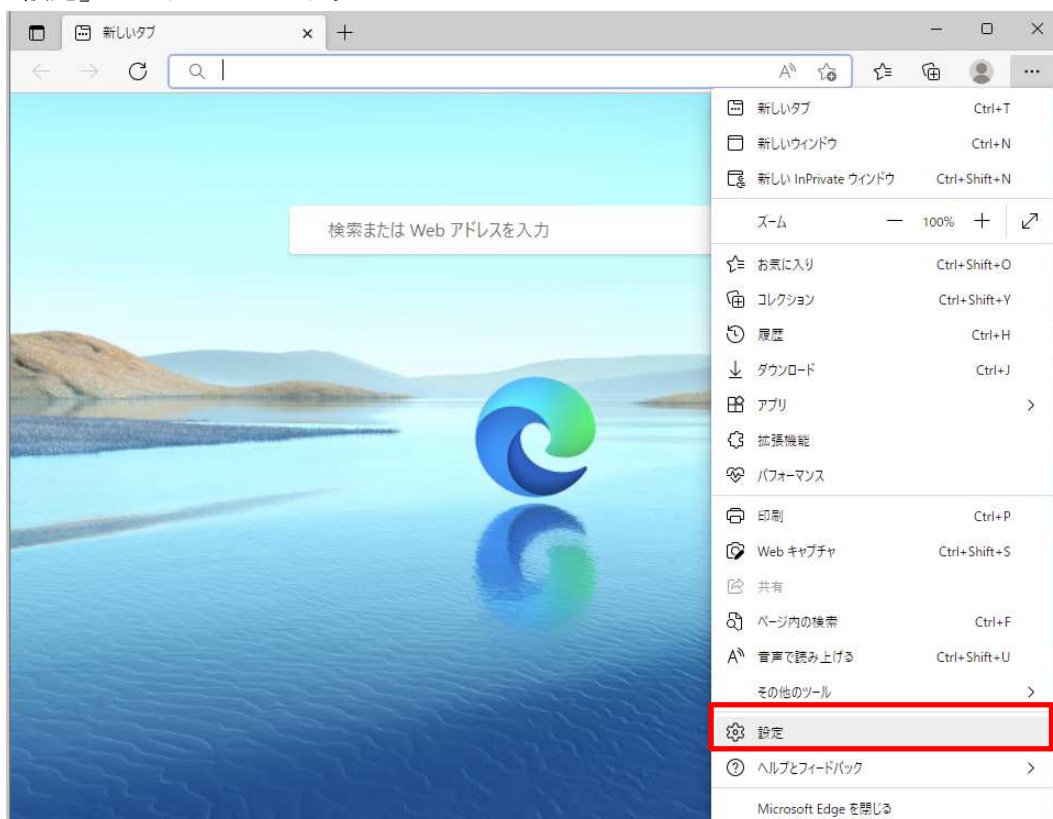 新しいタブ
検索または Web アドレスを入力
新しいタブ Ctrl+T
新しいウィンドウ Ctrl+N
新しい InPrivate ウィンドウ Ctrl+Shift+N
ズーム 100%
お気に入り Ctrl+Shift+O
コレクション Ctrl+Shift+Y
履歴 Ctrl+H
ダウンロード Ctrl+J
アプリ
拡張機能
パフォーマンス
印刷 Ctrl+P
Web キャプチャ Ctrl+Shift+S
共有
ページ内の検索 Ctrl+F
音声で読み上げる Ctrl+Shift+U
その他のツール
設定
ヘルプとフィードバック
Microsoft Edge を閉じる